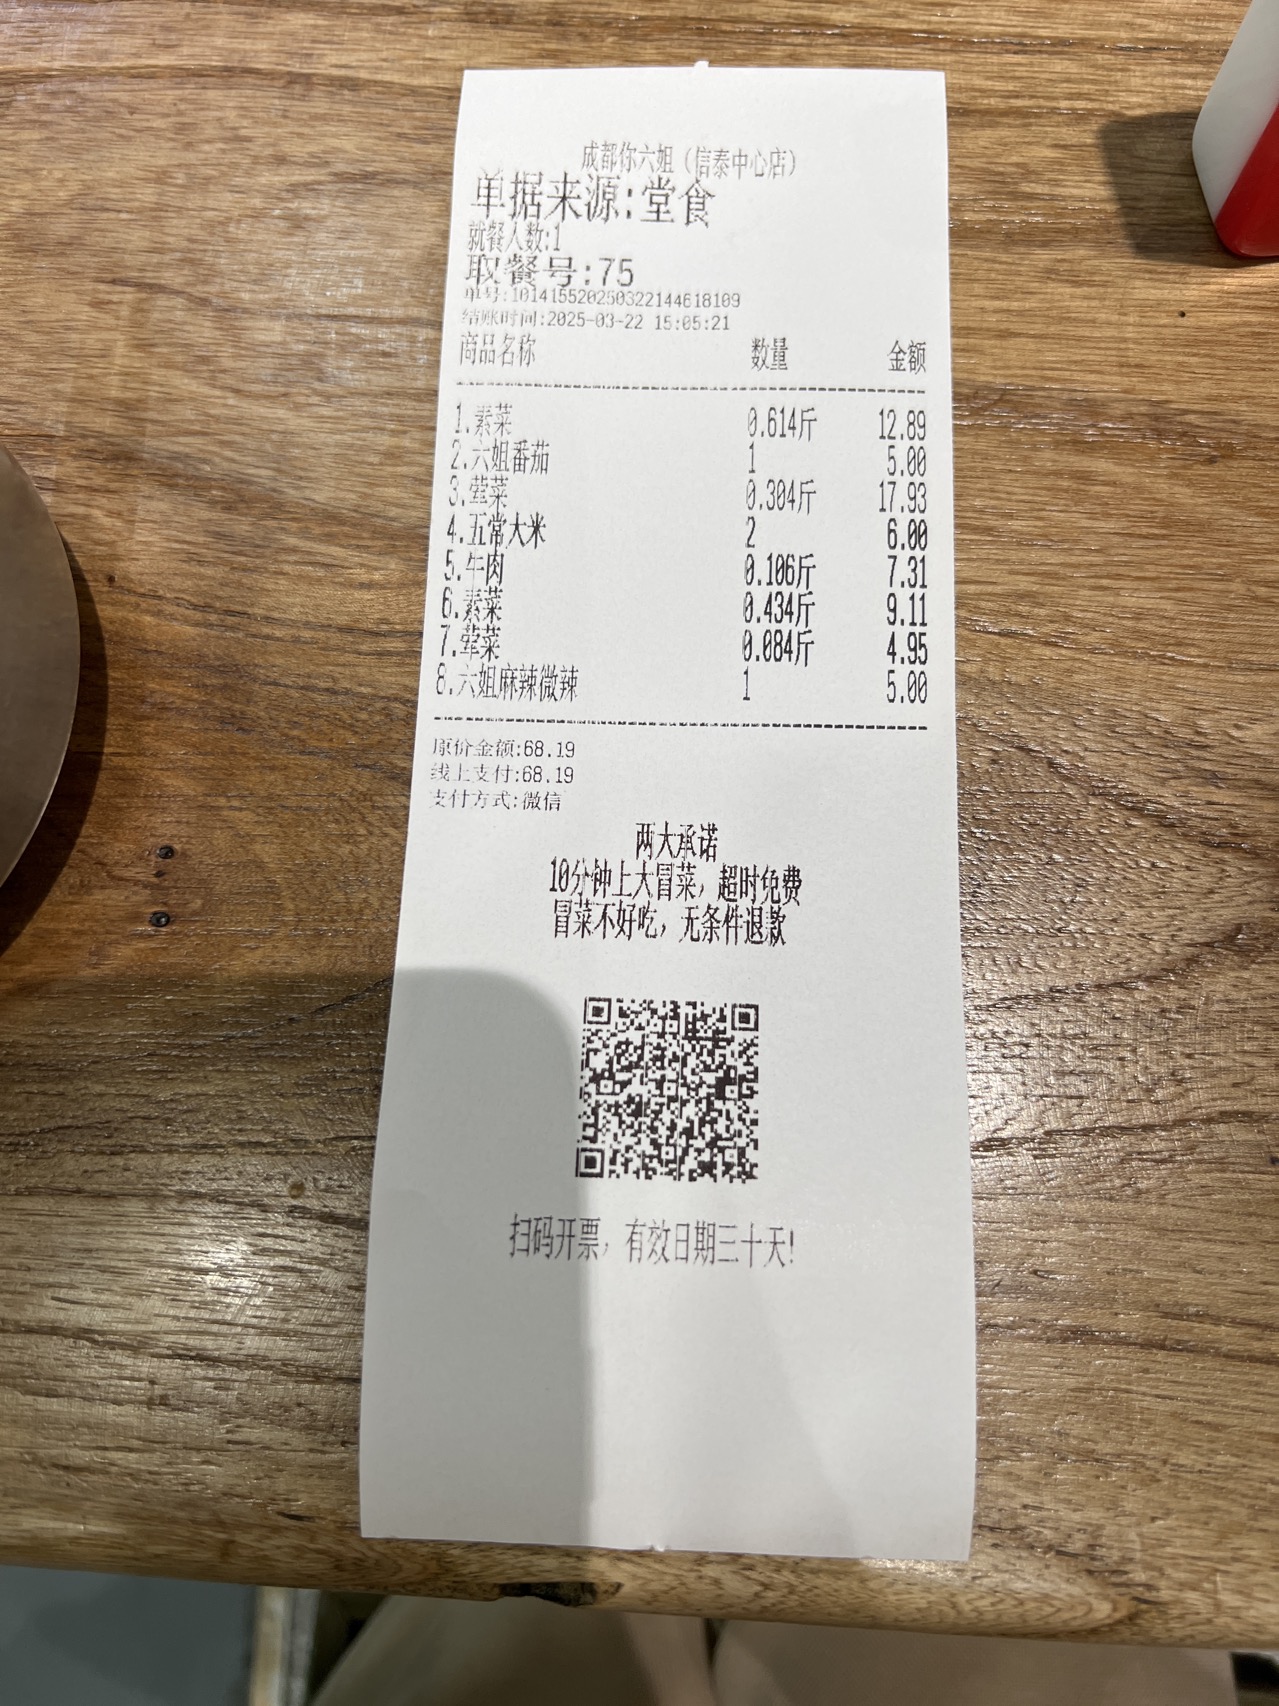 成都你六姐（信泰中心店）
单据来源:堂食
就餐人数:1
取餐号:75
单号:101415520250322144618109
结账时间:2025-03-22 15:05:21
商品名称 数量 金额
1.素菜 0.614斤 12.89
2.六姐番茄 1 5.00
3.荤菜 0.304斤 17.93
4.五常大米 2 6.00
5.牛肉 0.106斤 7.31
6.素菜 0.434斤 9.11
7.荤菜 0.084斤 4.95
8.六姐麻辣微辣 1 5.00
原价金额:68.19
线上支付:68.19
支付方式:微信
两大承诺
10分钟上大冒菜，超时免费
冒菜不好吃，无条件退款
扫码开票，有效日期三十天!